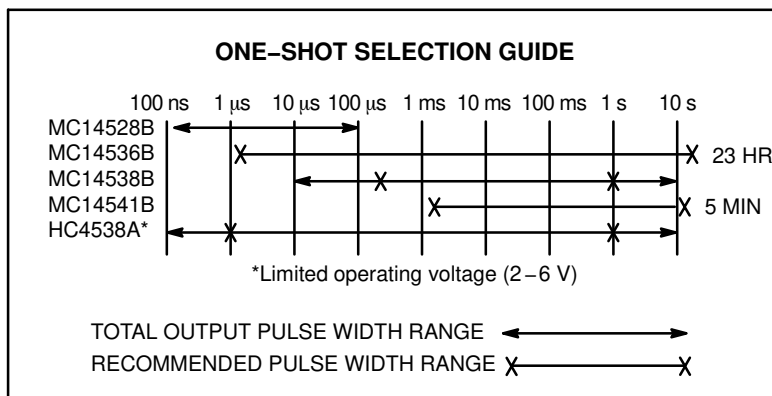 ONE−SHOT SELECTION GUIDE
100 ns 1 μs 10 μs 100 μs 1 ms 10 ms 100 ms 1 s 10 s
MC14528B
MC14536B 23 HR
MC14538B
MC14541B 5 MIN
HC4538A*
*Limited operating voltage (2−6 V)
TOTAL OUTPUT PULSE WIDTH RANGE
RECOMMENDED PULSE WIDTH RANGE